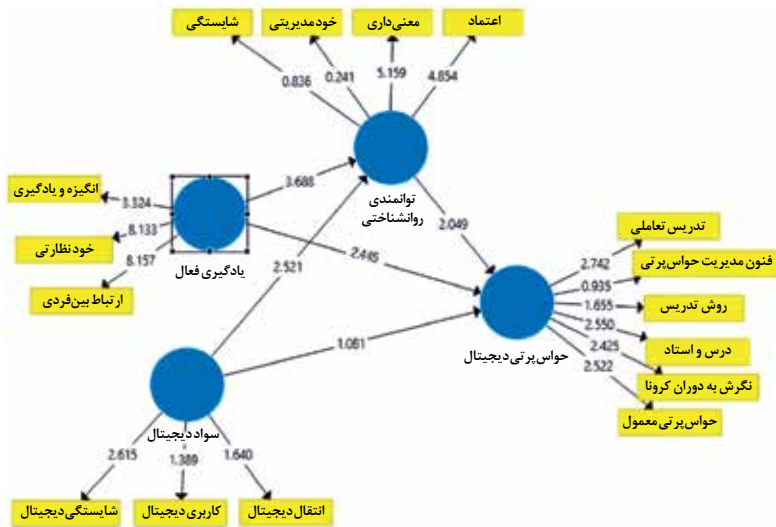 شایستگی
خودمدیریتی
معنی‌داری
اعتماد
0.836
0.241
5.159
4.854
توانمندی
روانشناختی
انگیزه و یادگیری
خودنظارتی
ارتباط بین‌فردی
3.324
8.133
8.157
یادگیری فعال
3.688
2.521
2.445
2.049
1.081
تدریس تعاملی
فنون مدیریت حواس‌پرتی
روش تدریس
درس و استاد
نگرش به دوران کرونا
حواس‌پرتی معمول
2.742
0.935
1.655
2.550
2.425
2.522
حواس‌پرتی دیجیتال
سواد دیجیتال
2.615
1.389
1.640
شایستگی دیجیتال
کاربری دیجیتال
انتقال دیجیتال